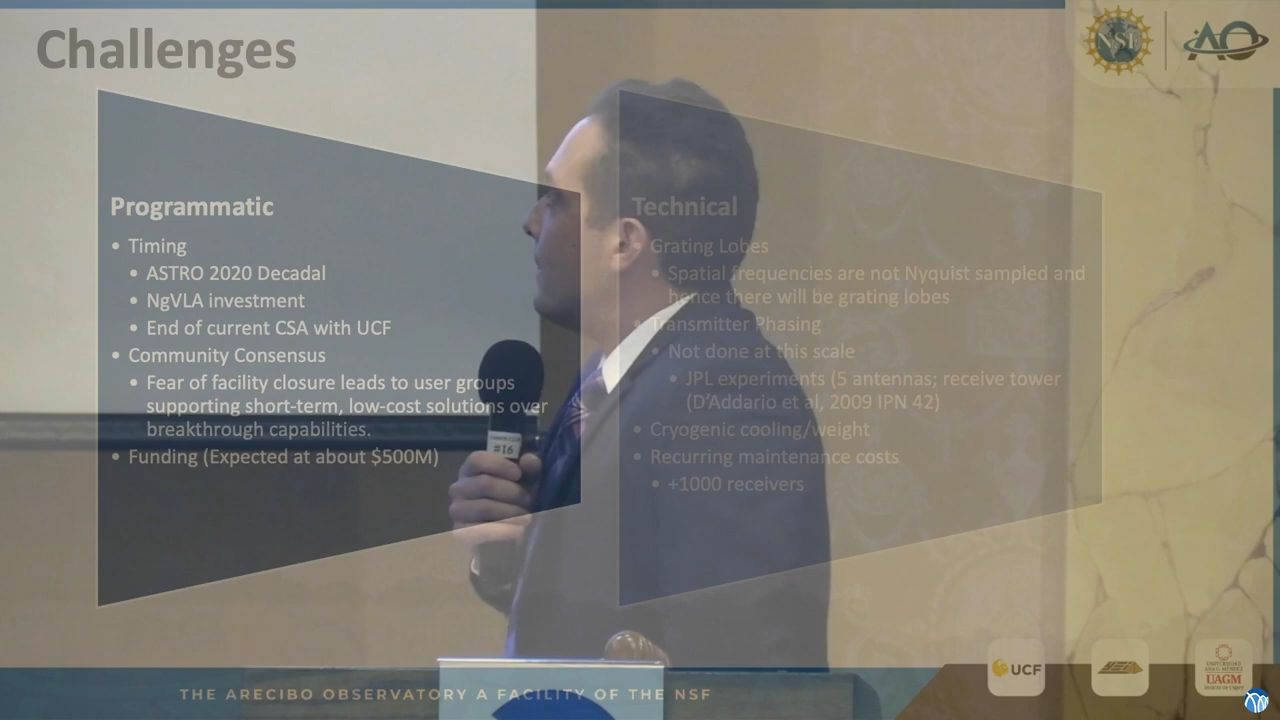 Challenges
NSF
AO
Programmatic
• Timing
• ASTRO 2020 Decadal
• NgVLA investment
• End of current CSA with UCF
• Community Consensus
• Fear of facility closure leads to user groups
supporting short-term, low-cost solutions over
breakthrough capabilities.
• Funding (Expected at about $500M)
Technical
• Grating Lobes
• Spatial frequencies are not Nyquist sampled and
hence there will be grating lobes
• Transmitter Phasing
• Not done at this scale
• JPL experiments (5 antennas; receive tower
(D’Addario et al, 2009 IPN 42)
• Cryogenic cooling/weight
• Recurring maintenance costs
• +1000 receivers
#16
THE ARECIBO OBSERVATORY A FACILITY OF THE NSF
UCF
UAGM